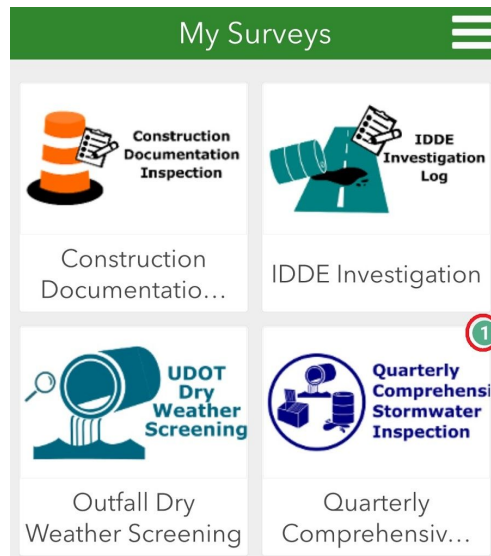 My Surveys
Construction
Documentation
Inspection
Construction
Documentatio…
IDDE
Investigation
Log
IDDE Investigation
UDOT
Dry
Weather
Screening
Outfall Dry
Weather Screening
1
Quarterly
Comprehensi
Stormwater
Inspection
Quarterly
Comprehensiv…